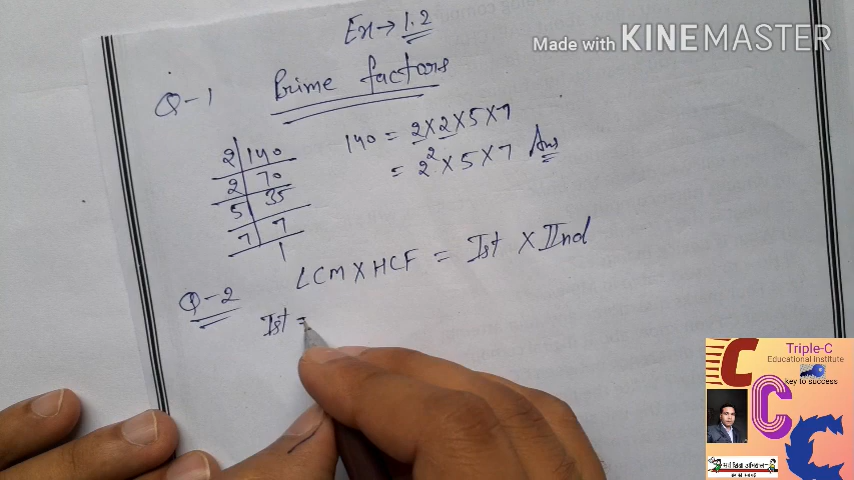 Ex → 1.2
Made with KINEMASTER
Q-1 Prime factors
2 | 140
2 | 70
5 | 35
7 | 7
1
140 = 2×2×5×7
= 2² ×5×7 Ans
Q-2 LCM × HCF = Ist × IInd
Ist =
Triple-C
Educational Institute
key to success
C
C
C